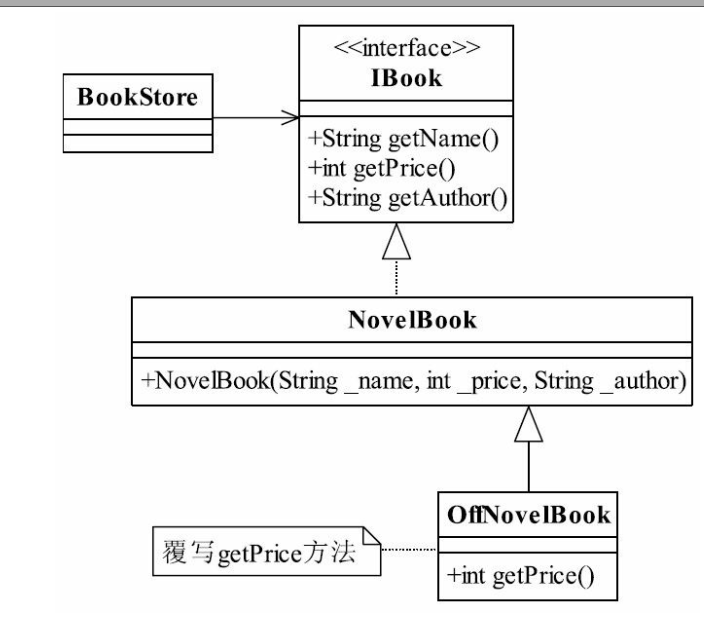 <<interface>>
IBook
BookStore
+String getName()
+int getPrice()
+String getAuthor()
NovelBook
+NovelBook(String _name, int _price, String _author)
OffNovelBook
覆写getPrice方法
+int getPrice()